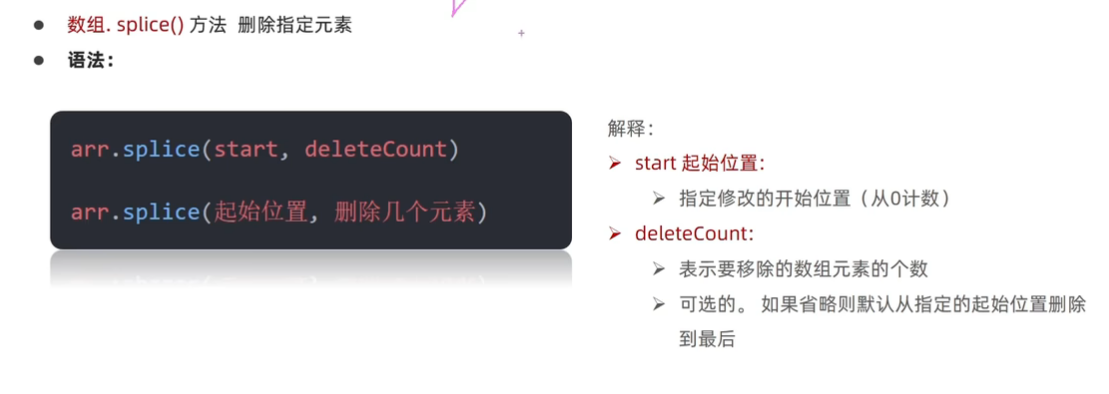 数组. splice() 方法 删除指定元素
语法：
arr.splice(start, deleteCount)
arr.splice(起始位置, 删除几个元素)
解释：
start 起始位置:
指定修改的开始位置（从0计数）
deleteCount:
表示要移除的数组元素的个数
可选的。 如果省略则默认从指定的起始位置删除
到最后